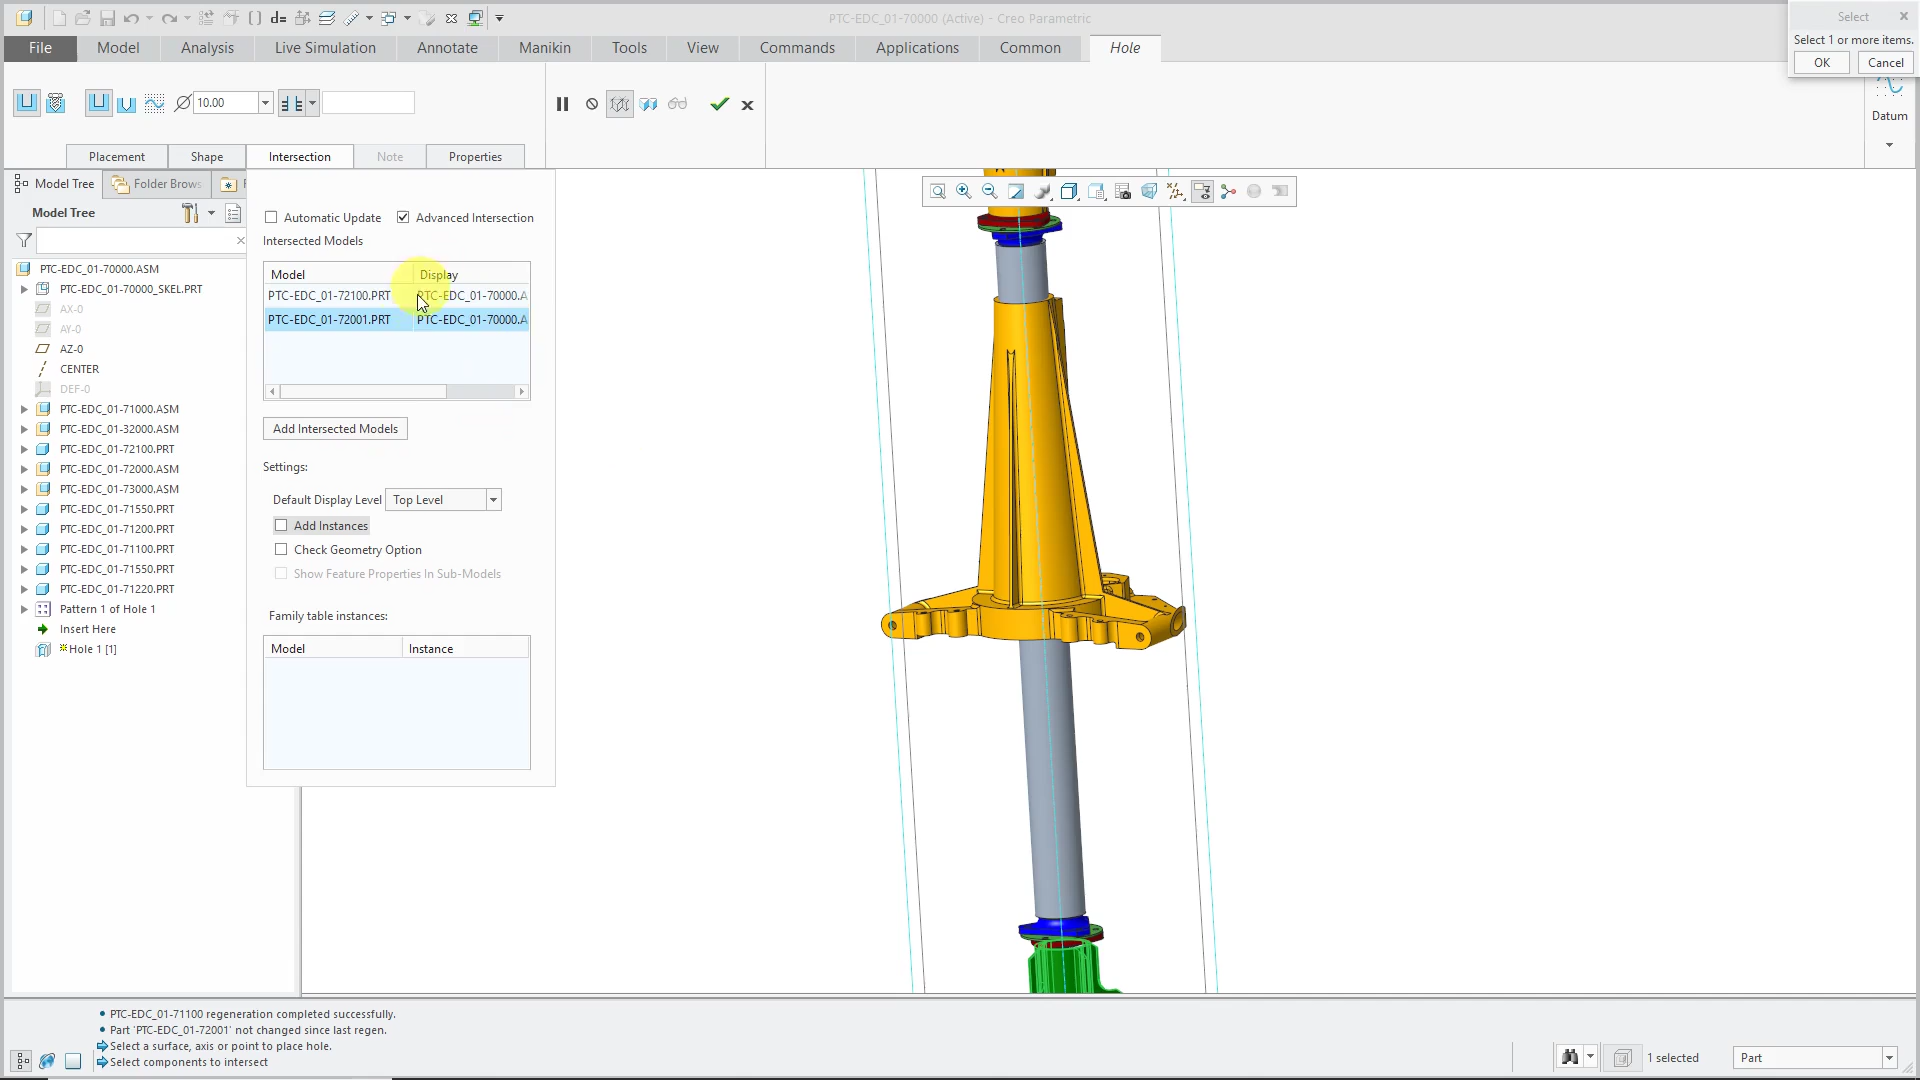 PTC-EDC_01-70000 (Active) - Creo Parametric
Select
Select 1 or more items.
OK Cancel
File Model Analysis Live Simulation Annotate Manikin Tools View Commands Applications Common Hole
10.00
Datum
Placement Shape Intersection Note Properties
Model Tree Folder Brows
Model Tree
PTC-EDC_01-70000.ASM
PTC-EDC_01-70000_SKEL.PRT
AX-0
AY-0
AZ-0
CENTER
DEF-0
PTC-EDC_01-71000.ASM
PTC-EDC_01-32000.ASM
PTC-EDC_01-72100.PRT
PTC-EDC_01-72000.ASM
PTC-EDC_01-73000.ASM
PTC-EDC_01-71550.PRT
PTC-EDC_01-71200.PRT
PTC-EDC_01-71100.PRT
PTC-EDC_01-71550.PRT
PTC-EDC_01-71220.PRT
Pattern 1 of Hole 1
Insert Here
Hole 1 [1]
Automatic Update Advanced Intersection
Intersected Models
Model Display
PTC-EDC_01-72100.PRT PTC-EDC_01-70000.A
PTC-EDC_01-72001.PRT PTC-EDC_01-70000.A
Add Intersected Models
Settings:
Default Display Level Top Level
Add Instances
Check Geometry Option
Show Feature Properties In Sub-Models
Family table instances:
Model Instance
PTC-EDC_01-71100 regeneration completed successfully.
Part 'PTC-EDC_01-72001' not changed since last regen.
Select a surface, axis or point to place hole.
Select components to intersect
1 selected
Part